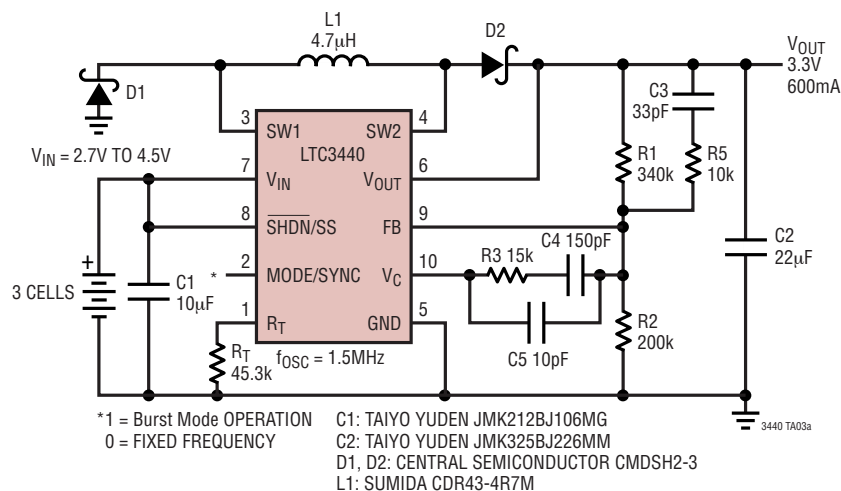 L1
4.7µH
D2
VOUT
3.3V
600mA
D1
C3
33pF
3
4
SW1
SW2
LTC3440
VIN = 2.7V TO 4.5V
7
6
VIN
VOUT
R1
340k
R5
10k
8
9
SHDN/SS
FB
C2
22µF
2
10
*
MODE/SYNC
VC
R3 15k
C4 150pF
+
3 CELLS
C1
10µF
1
5
RT
GND
C5 10pF
R2
200k
RT
45.3k
fOSC = 1.5MHz
*1 = Burst Mode OPERATION
0 = FIXED FREQUENCY
C1: TAIYO YUDEN JMK212BJ106MG
C2: TAIYO YUDEN JMK325BJ226MM
D1, D2: CENTRAL SEMICONDUCTOR CMDSH2-3
L1: SUMIDA CDR43-4R7M
3440 TA03a